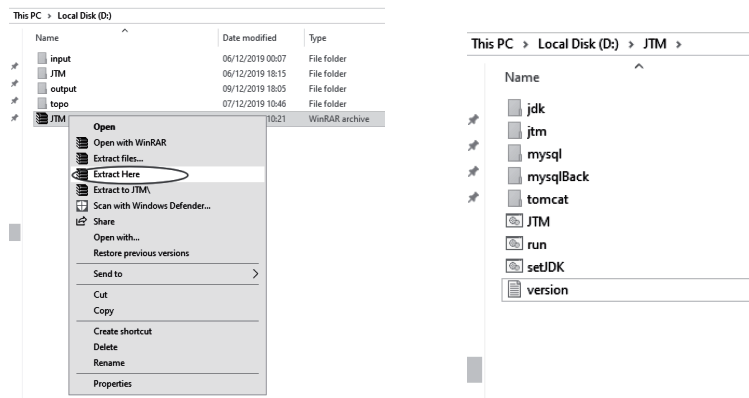 This PC > Local Disk (D:)
Name Date modified Type
input 06/12/2019 00:07 File folder
JTM 06/12/2019 18:15 File folder
output 09/12/2019 18:05 File folder
topo 07/12/2019 10:46 File folder
JTM 10:21 WinRAR archive
Open
Open with WinRAR
Extract files...
Extract Here
Extract to JTM\
Scan with Windows Defender...
Share
Open with...
Restore previous versions
Send to
Cut
Copy
Create shortcut
Delete
Rename
Properties
This PC > Local Disk (D:) > JTM >
Name
jdk
jtm
mysql
mysqlBack
tomcat
JTM
run
setJDK
version